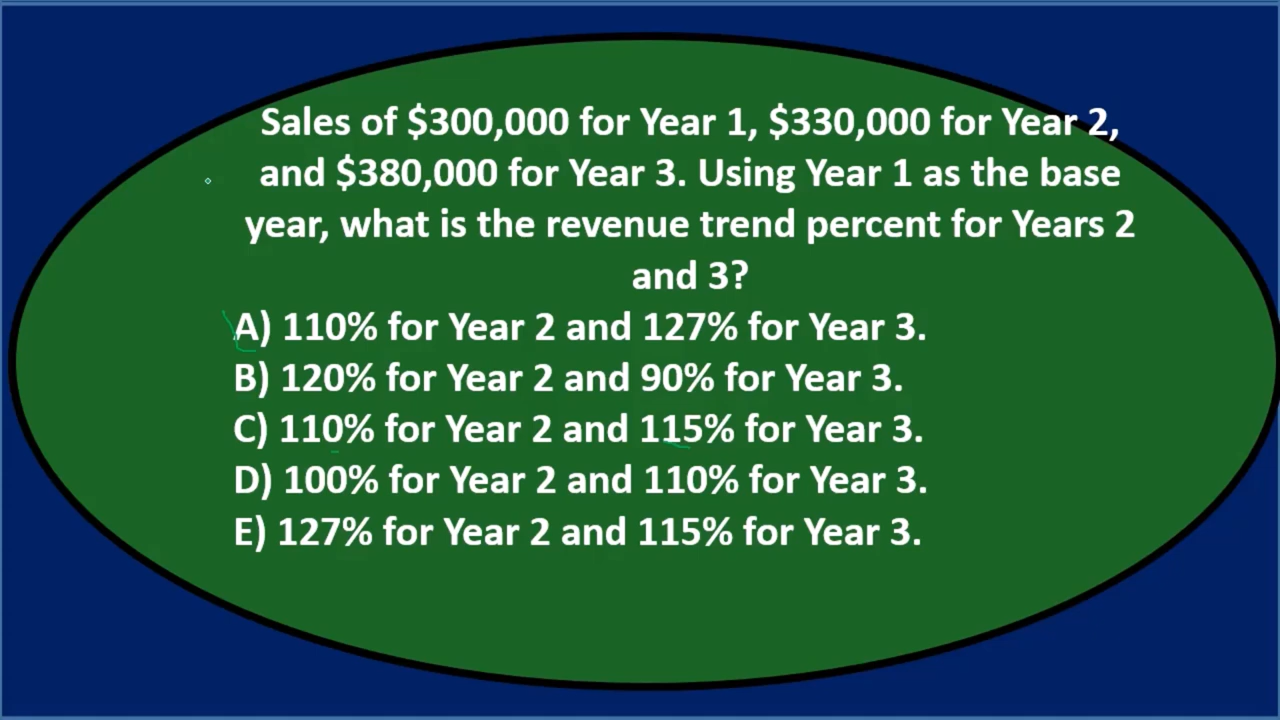 Sales of $300,000 for Year 1, $330,000 for Year 2,
and $380,000 for Year 3. Using Year 1 as the base
year, what is the revenue trend percent for Years 2
and 3?
A) 110% for Year 2 and 127% for Year 3.
B) 120% for Year 2 and 90% for Year 3.
C) 110% for Year 2 and 115% for Year 3.
D) 100% for Year 2 and 110% for Year 3.
E) 127% for Year 2 and 115% for Year 3.